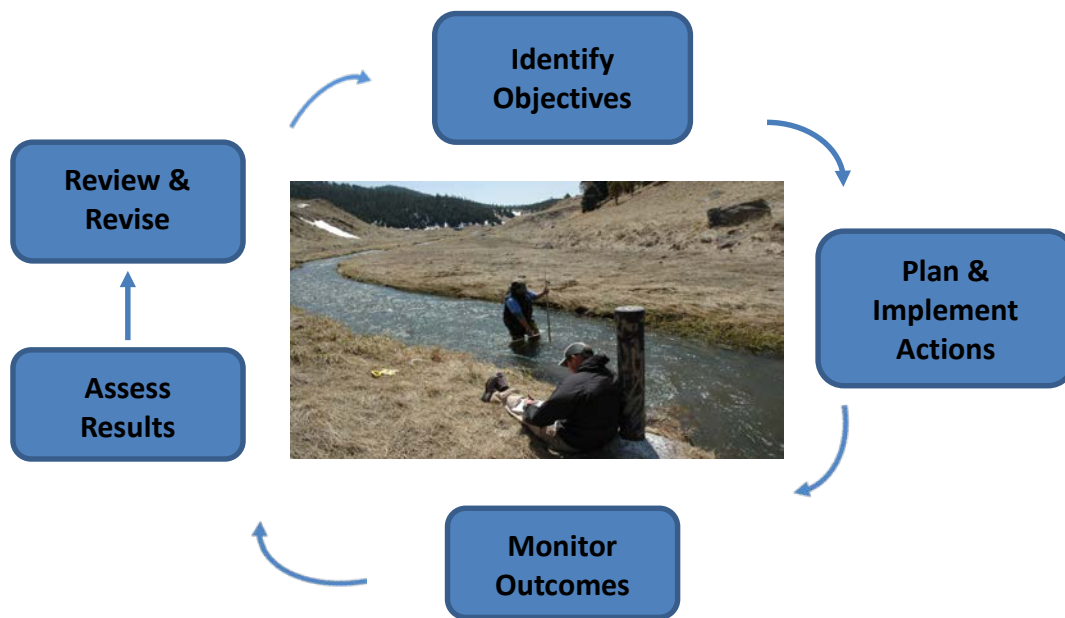 Identify
Objectives
Plan &
Implement
Actions
Monitor
Outcomes
Assess
Results
Review &
Revise